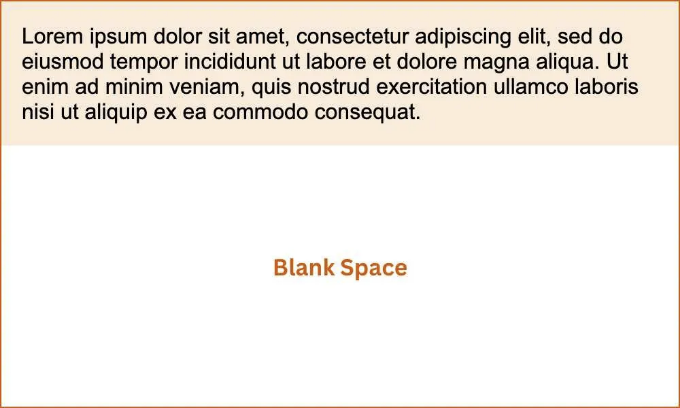 Lorem ipsum dolor sit amet, consectetur adipiscing elit, sed do
eiusmod tempor incididunt ut labore et dolore magna aliqua. Ut
enim ad minim veniam, quis nostrud exercitation ullamco laboris
nisi ut aliquip ex ea commodo consequat.
Blank Space